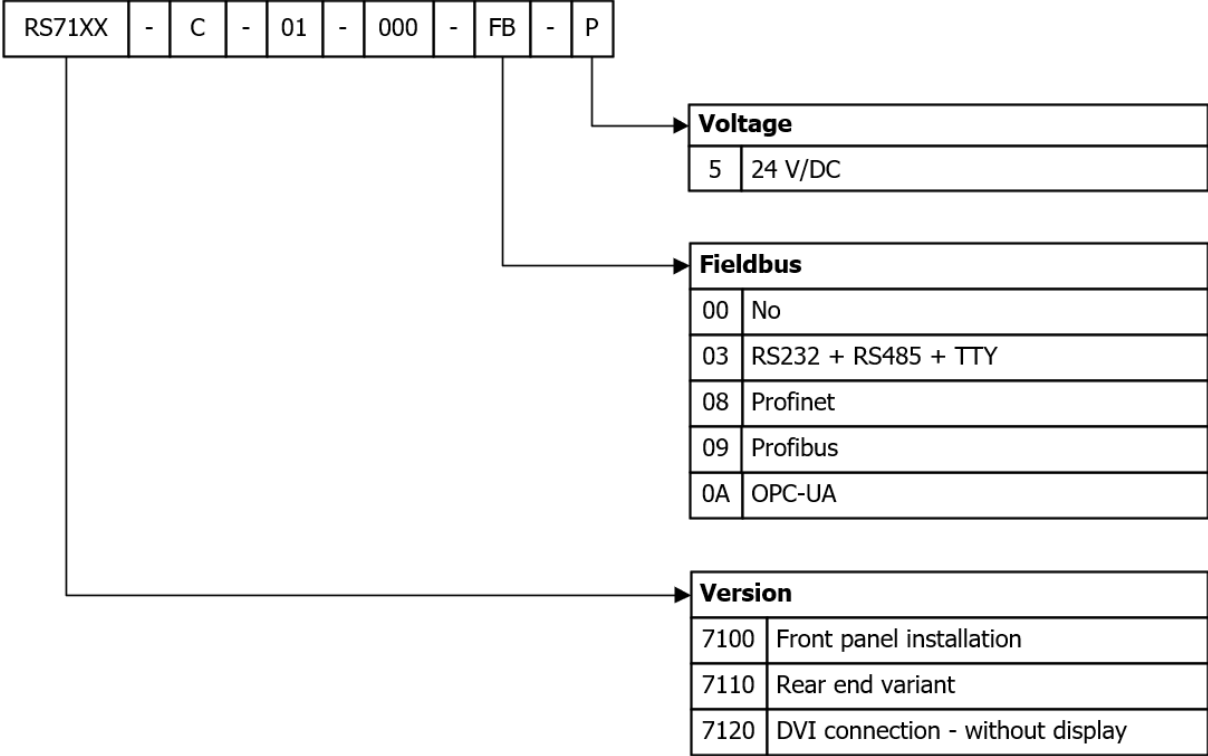 RS71XX - C - 01 - 000 - FB - P
Voltage
5 24 V/DC
Fieldbus
00 No
03 RS232 + RS485 + TTY
08 Profinet
09 Profibus
0A OPC-UA
Version
7100 Front panel installation
7110 Rear end variant
7120 DVI connection - without display